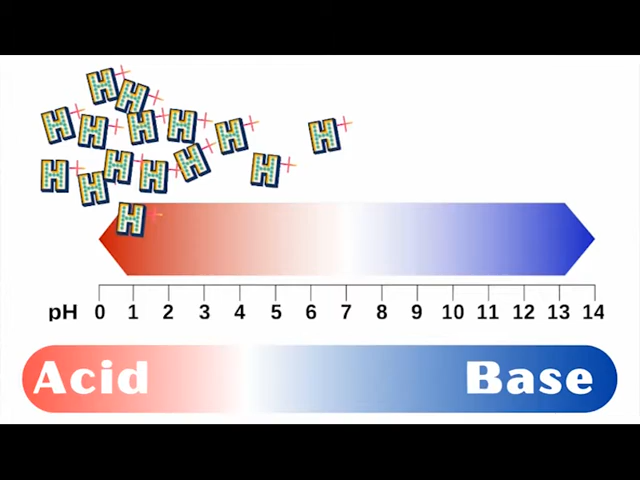 H+ H+
H+ H+ H+ H+ H+ H+
H+ H+ H+ H+ H+ H+
H+
pH 0 1 2 3 4 5 6 7 8 9 10 11 12 13 14
Acid Base